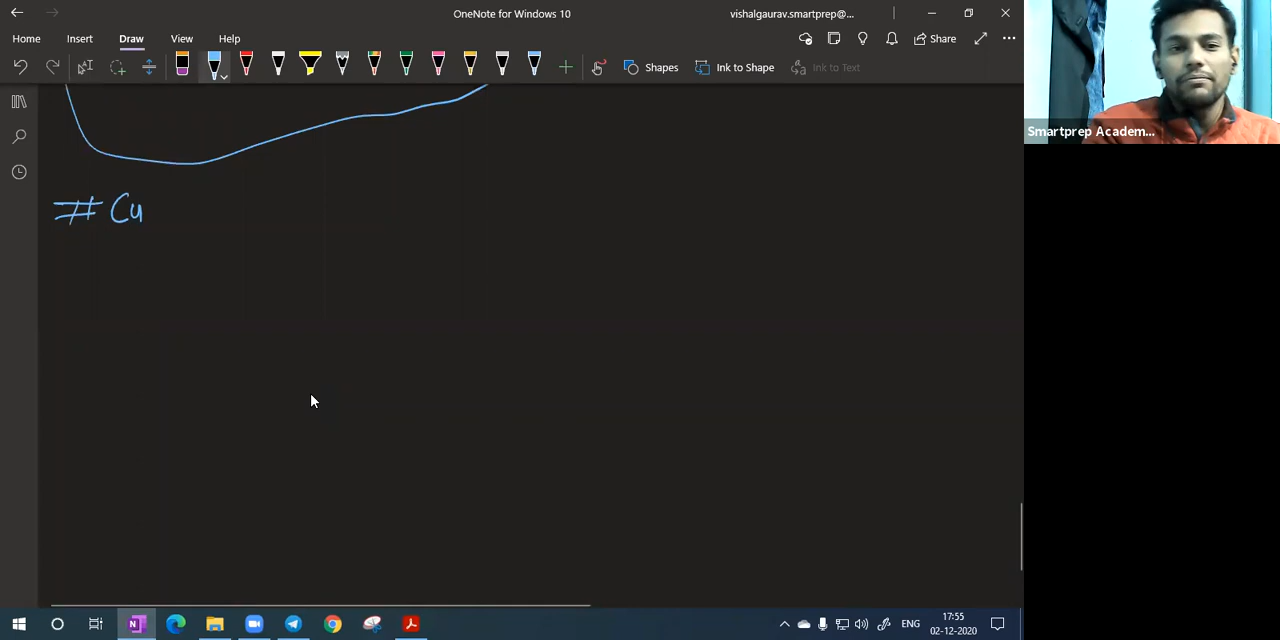 OneNote for Windows 10
vishalgaurav.smartprep@...
Home Insert Draw View Help
Share
Shapes Ink to Shape Ink to Text
Smartprep Academ...
# Cu
ENG
17:55
02-12-2020